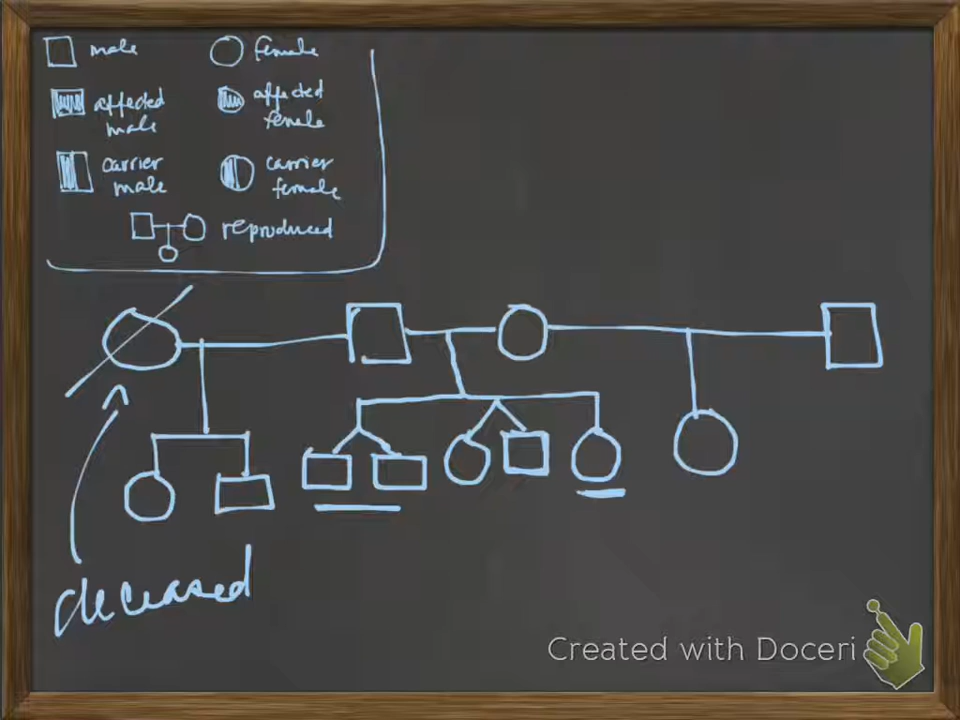 male
female
affected
male
affected
female
carrier
male
carrier
female
reproduced
deceased
Created with Doceri